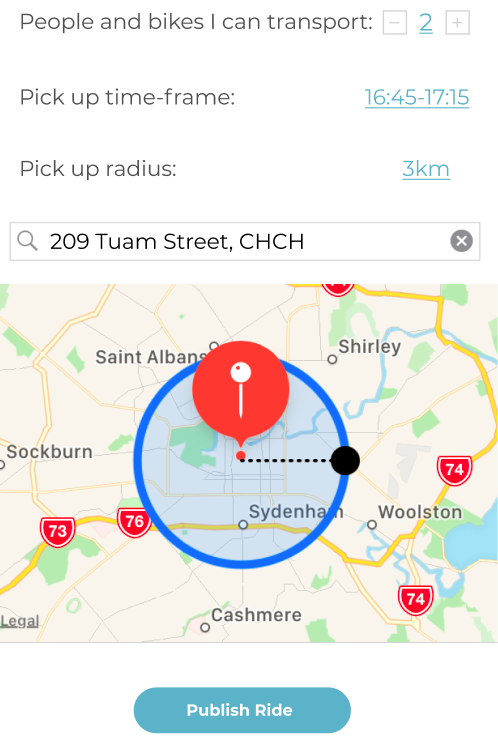 People and bikes I can transport: − 2 +
Pick up time-frame: 16:45-17:15
Pick up radius: 3km
209 Tuam Street, CHCH
74
Saint Albans
Shirley
Sockburn
74
Sydenham
Woolston
73
76
74
Cashmere
Legal
Publish Ride